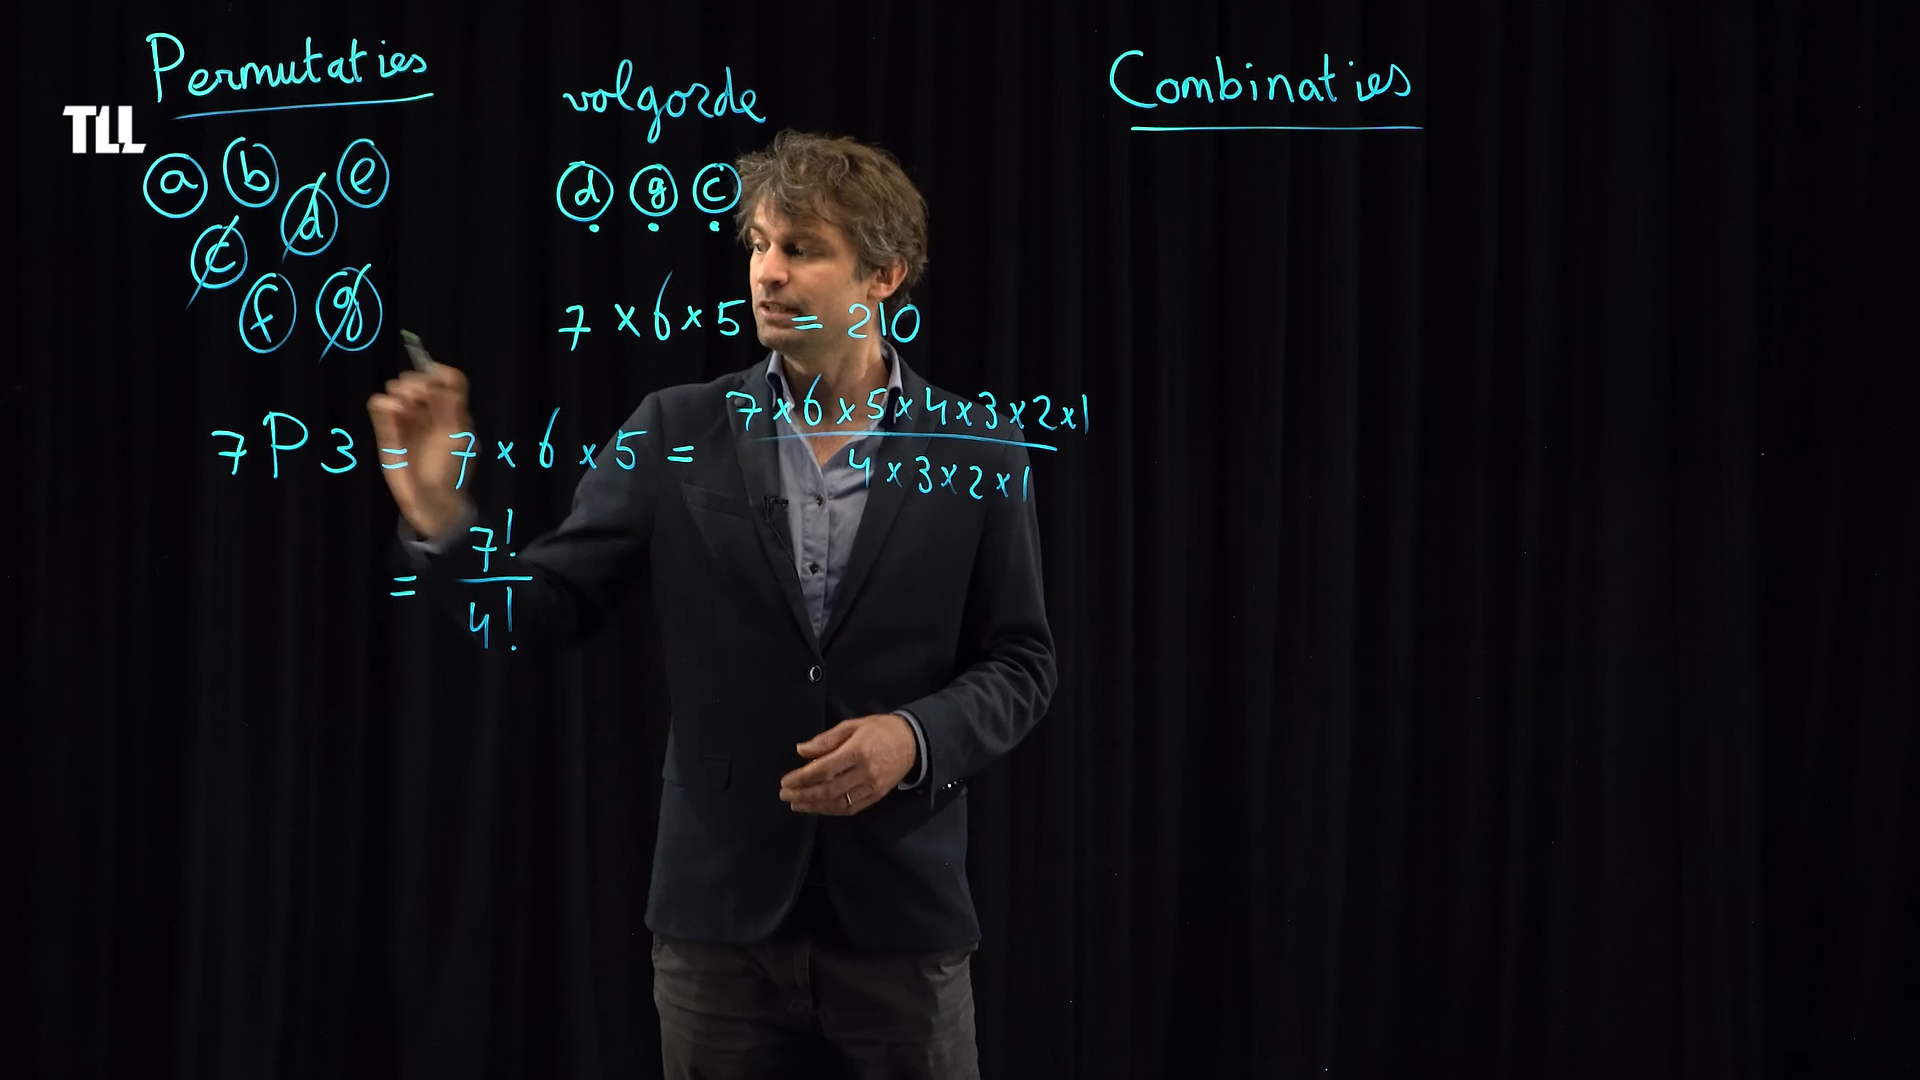 Permutaties
volgorde
Combinaties
TLL
a b e
c d
f g
d g c
7 × 6 × 5 = 210
7P3 = 7 × 6 × 5 = 7×6×5×4×3×2×1
4×3×2×1
= 7!
4!